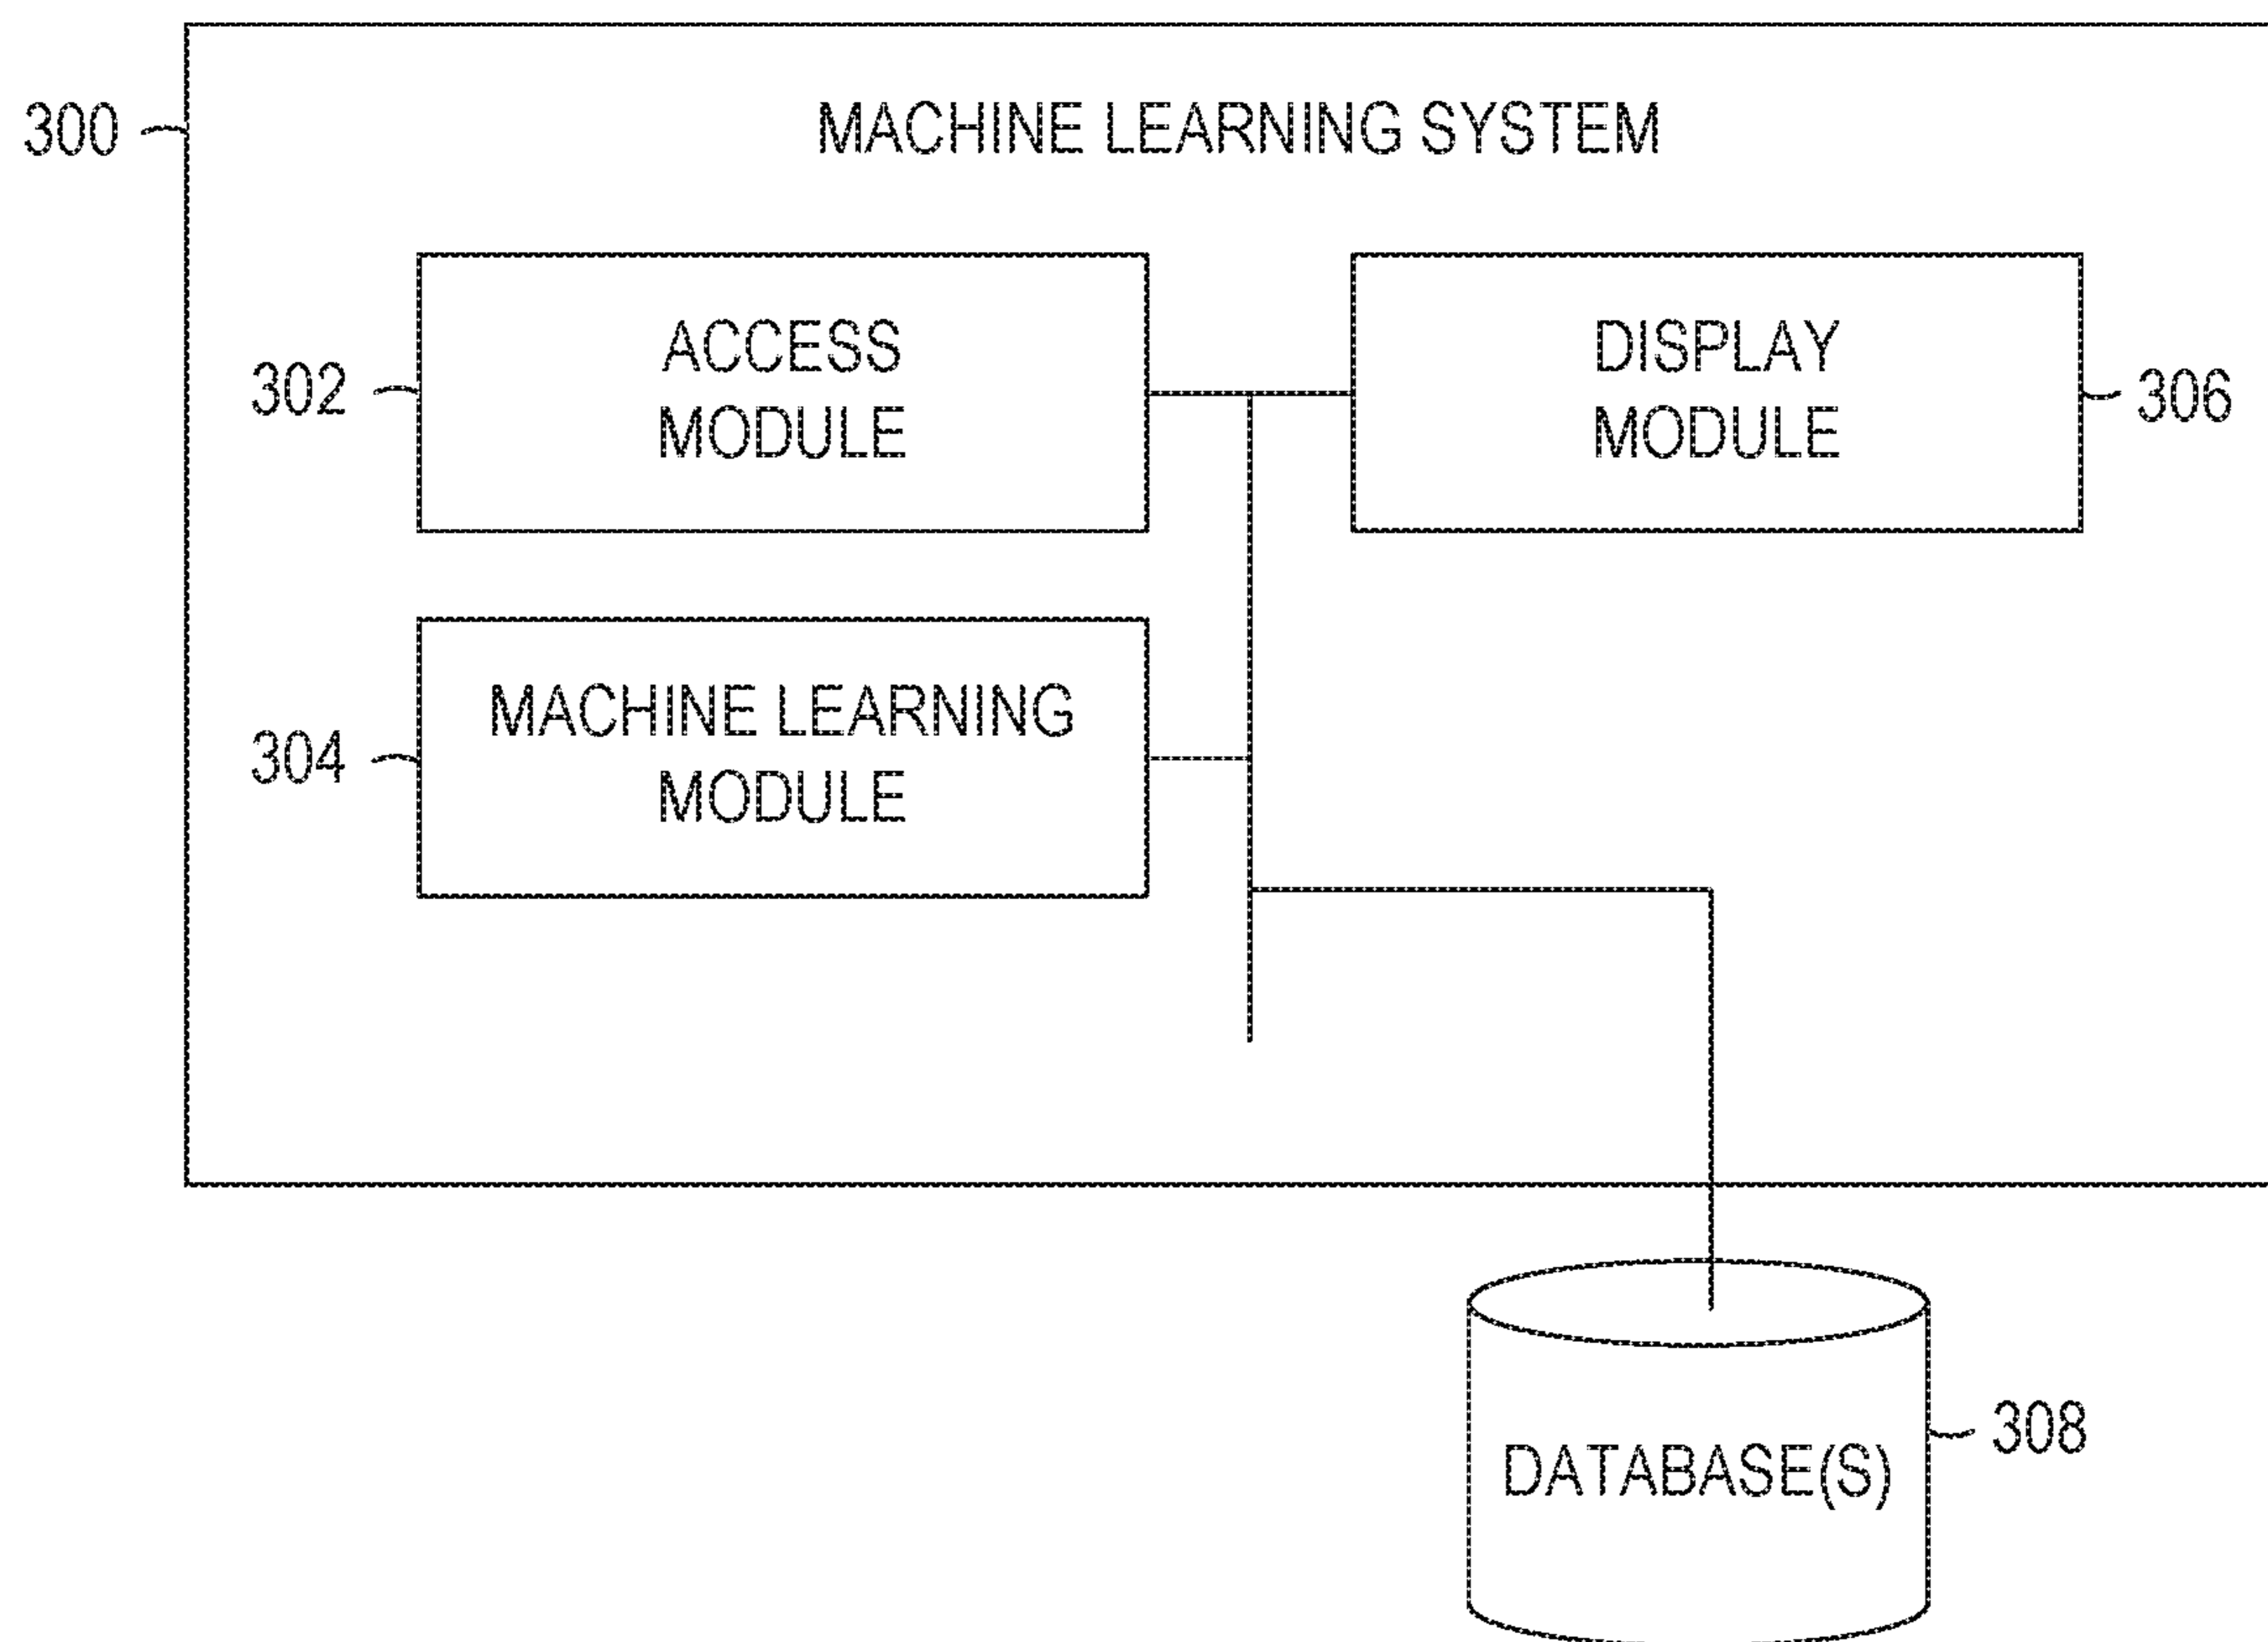 300
MACHINE LEARNING SYSTEM
302
ACCESS
MODULE
DISPLAY
MODULE
306
304
MACHINE LEARNING
MODULE
308
DATABASE(S)